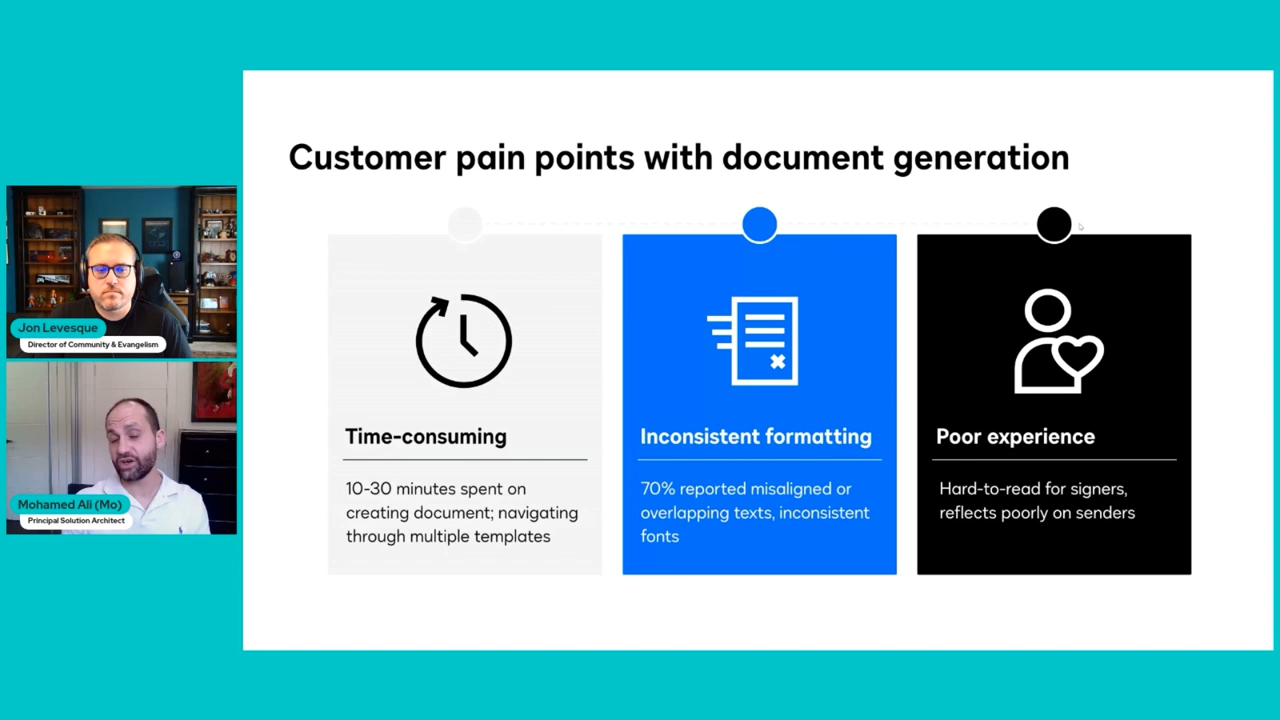 Customer pain points with document generation
Jon Levesque
Director of Community & Evangelism
Mohamed Ali (Mo)
Principal Solution Architect
Time-consuming
10-30 minutes spent on
creating document; navigating
through multiple templates
Inconsistent formatting
70% reported misaligned or
overlapping texts, inconsistent
fonts
Poor experience
Hard-to-read for signers,
reflects poorly on senders